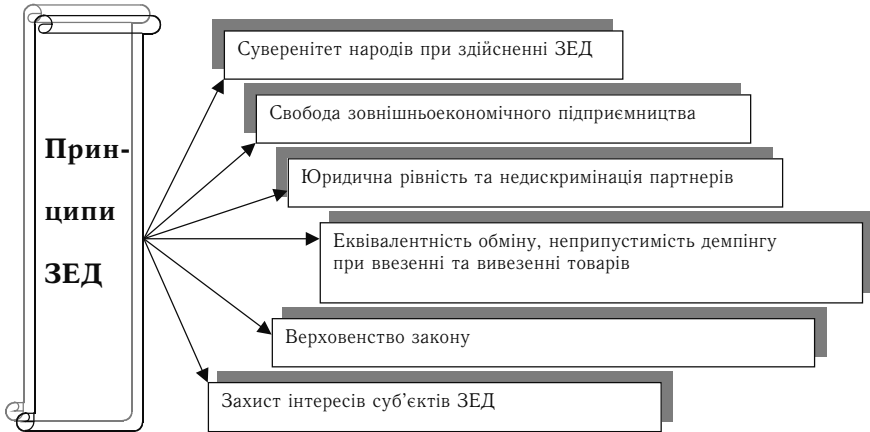 Прин-
ципи
ЗЕД
Суверенітет народів при здійсненні ЗЕД
Свобода зовнішньоекономічного підприємництва
Юридична рівність та недискримінація партнерів
Еквівалентність обміну, неприпустимість демпінгу
при ввезенні та вивезенні товарів
Верховенство закону
Захист інтересів суб’єктів ЗЕД